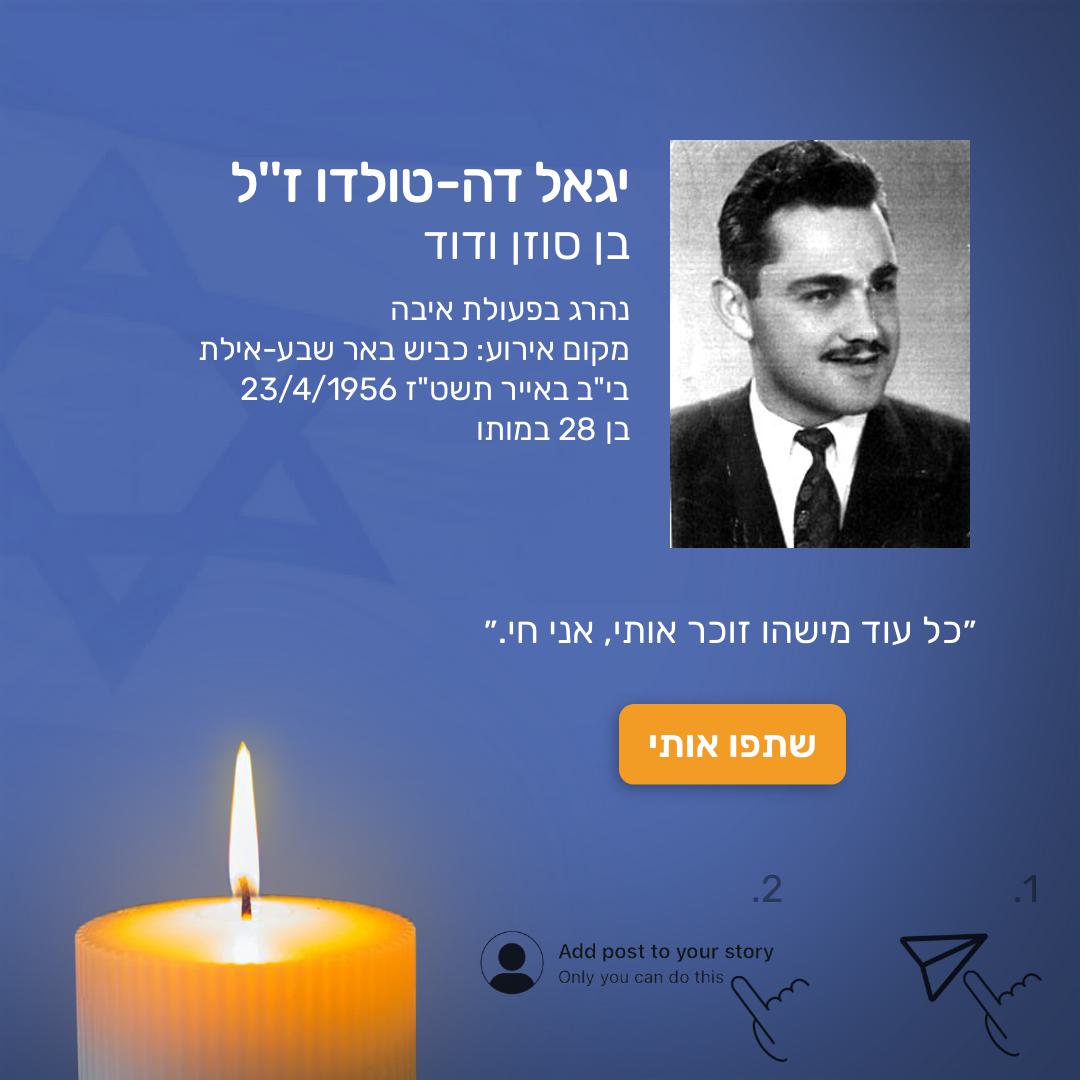 יגאל דה-טולדו ז"ל
בן סוזן ודוד
נהרג בפעולת איבה
מקום אירוע: כביש באר שבע-אילת
בי"ב באייר תשט"ז 23/4/1956
בן 28 במותו
״כל עוד מישהו זוכר אותי, אני חי.״
שתפו אותי
1.
2.
Add post to your story
Only you can do this